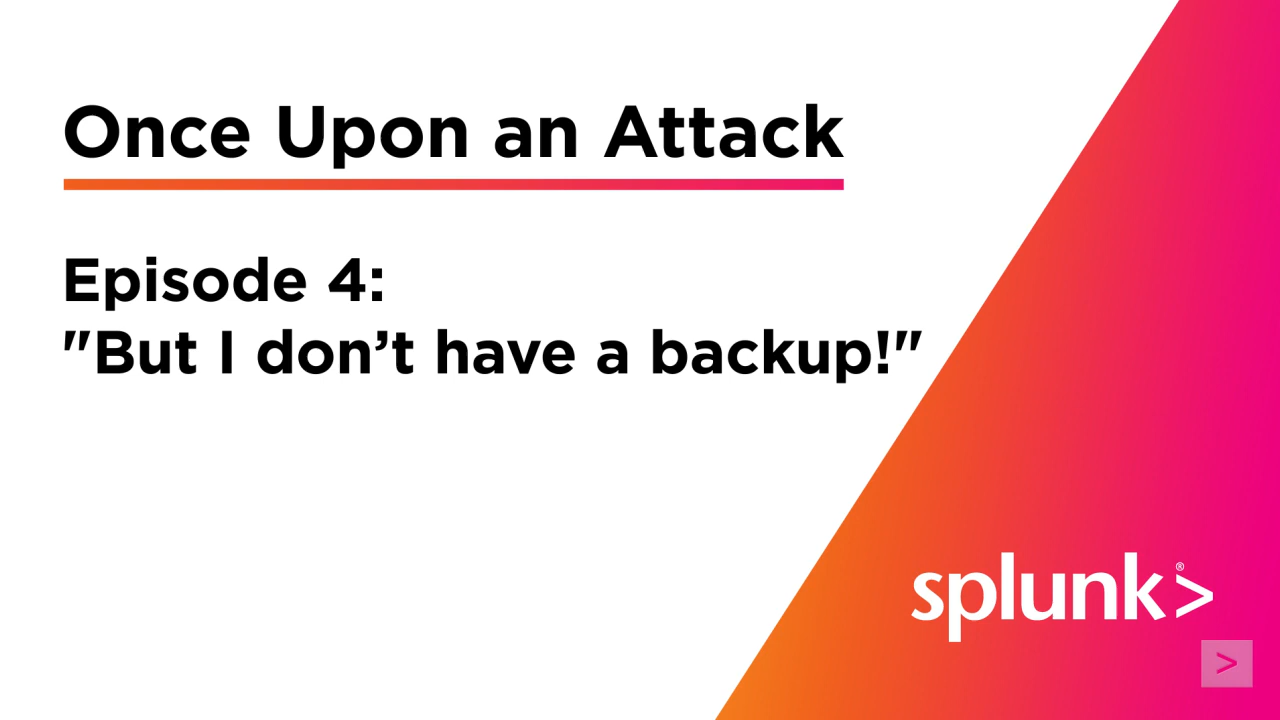 Once Upon an Attack
Episode 4:
"But I don’t have a backup!"
splunk>®
>